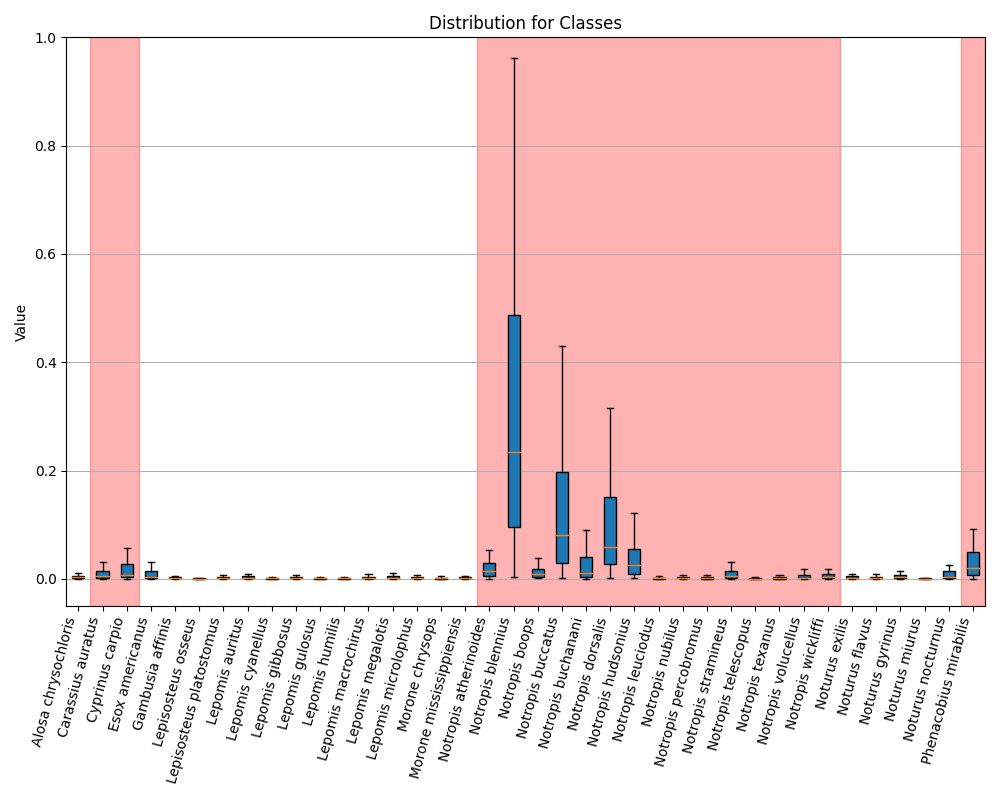 Distribution for Classes
Value
1.0
0.8
0.6
0.4
0.2
0.0
Alosa chrysochloris
Carassius auratus
Cyprinus carpio
Esox americanus
Gambusia affinis
Lepisosteus osseus
Lepisosteus platostomus
Lepomis auritus
Lepomis cyanellus
Lepomis gibbosus
Lepomis gulosus
Lepomis humilis
Lepomis macrochirus
Lepomis megalotis
Lepomis microlophus
Morone chrysops
Morone mississippiensis
Notropis atherinoides
Notropis blennius
Notropis boops
Notropis buccatus
Notropis buchanani
Notropis dorsalis
Notropis hudsonius
Notropis leuciodus
Notropis nubilus
Notropis percobromus
Notropis stramineus
Notropis telescopus
Notropis texanus
Notropis volucellus
Notropis wickliffi
Noturus exilis
Noturus flavus
Noturus gyrinus
Noturus miurus
Noturus nocturnus
Phenacobius mirabilis